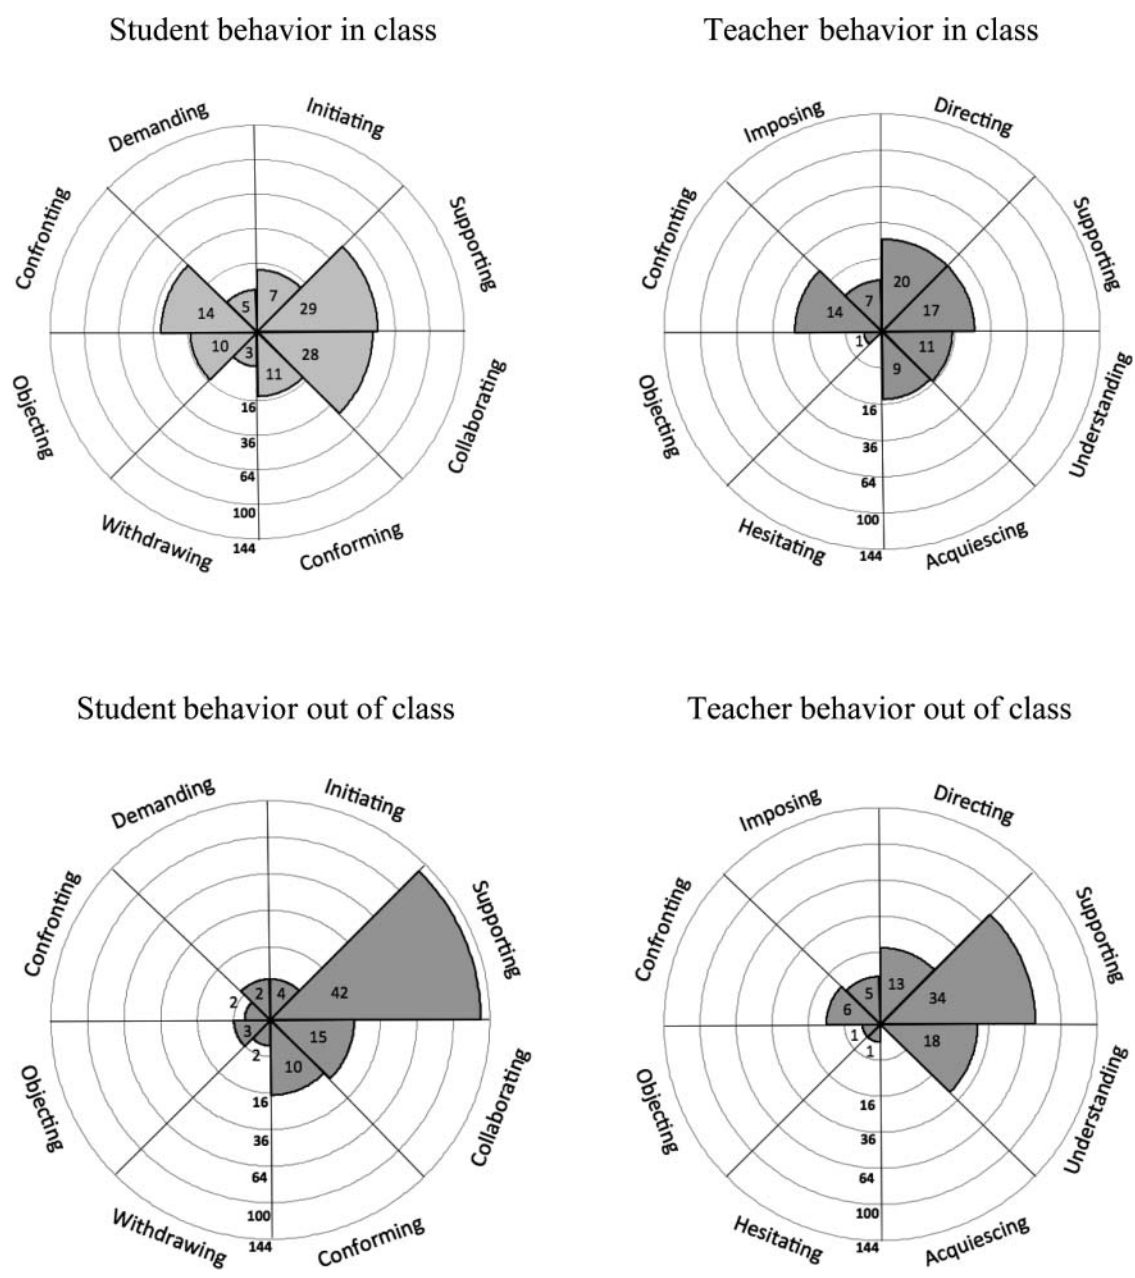 Student behavior in class
Demanding
Initiating
Confronting
Supporting
14
5
7
29
10
3
11
28
Objecting
Collaborating
16
36
64
100
144
Withdrawing
Conforming
Teacher behavior in class
Imposing
Directing
Confronting
Supporting
14
7
20
17
1
9
11
Objecting
Understanding
16
36
64
100
144
Hesitating
Acquiescing
Student behavior out of class
Demanding
Initiating
Confronting
Supporting
2
2
4
42
3
2
10
15
Objecting
Collaborating
16
36
64
100
144
Withdrawing
Conforming
Teacher behavior out of class
Imposing
Directing
Confronting
Supporting
6
5
13
34
1
1
18
Objecting
Understanding
16
36
64
100
144
Hesitating
Acquiescing